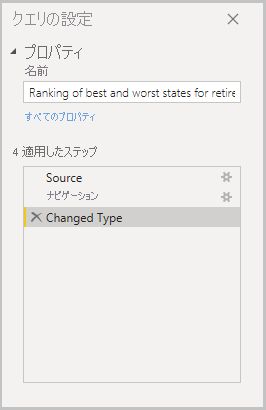 クエリの設定
プロパティ
名前
Ranking of best and worst states for retire
すべてのプロパティ
4 適用したステップ
Source
ナビゲーション
Changed Type